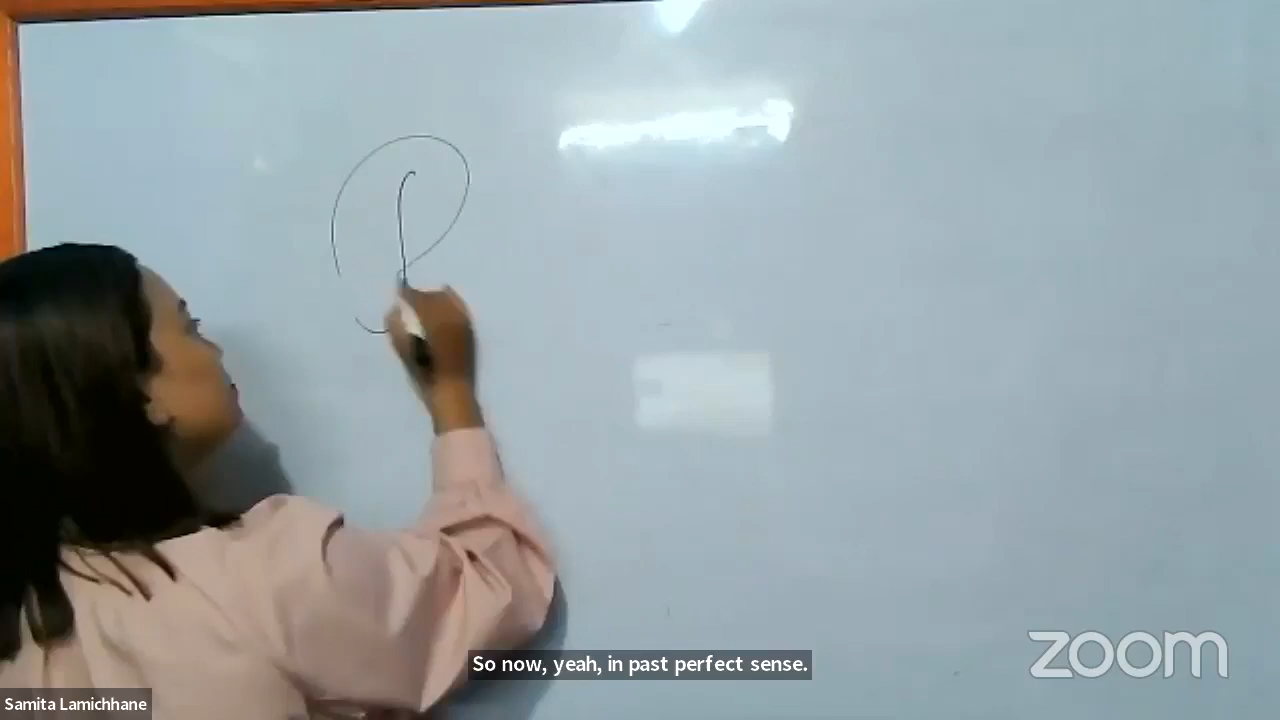 So now, yeah, in past perfect sense.
zoom
Samita Lamichhane